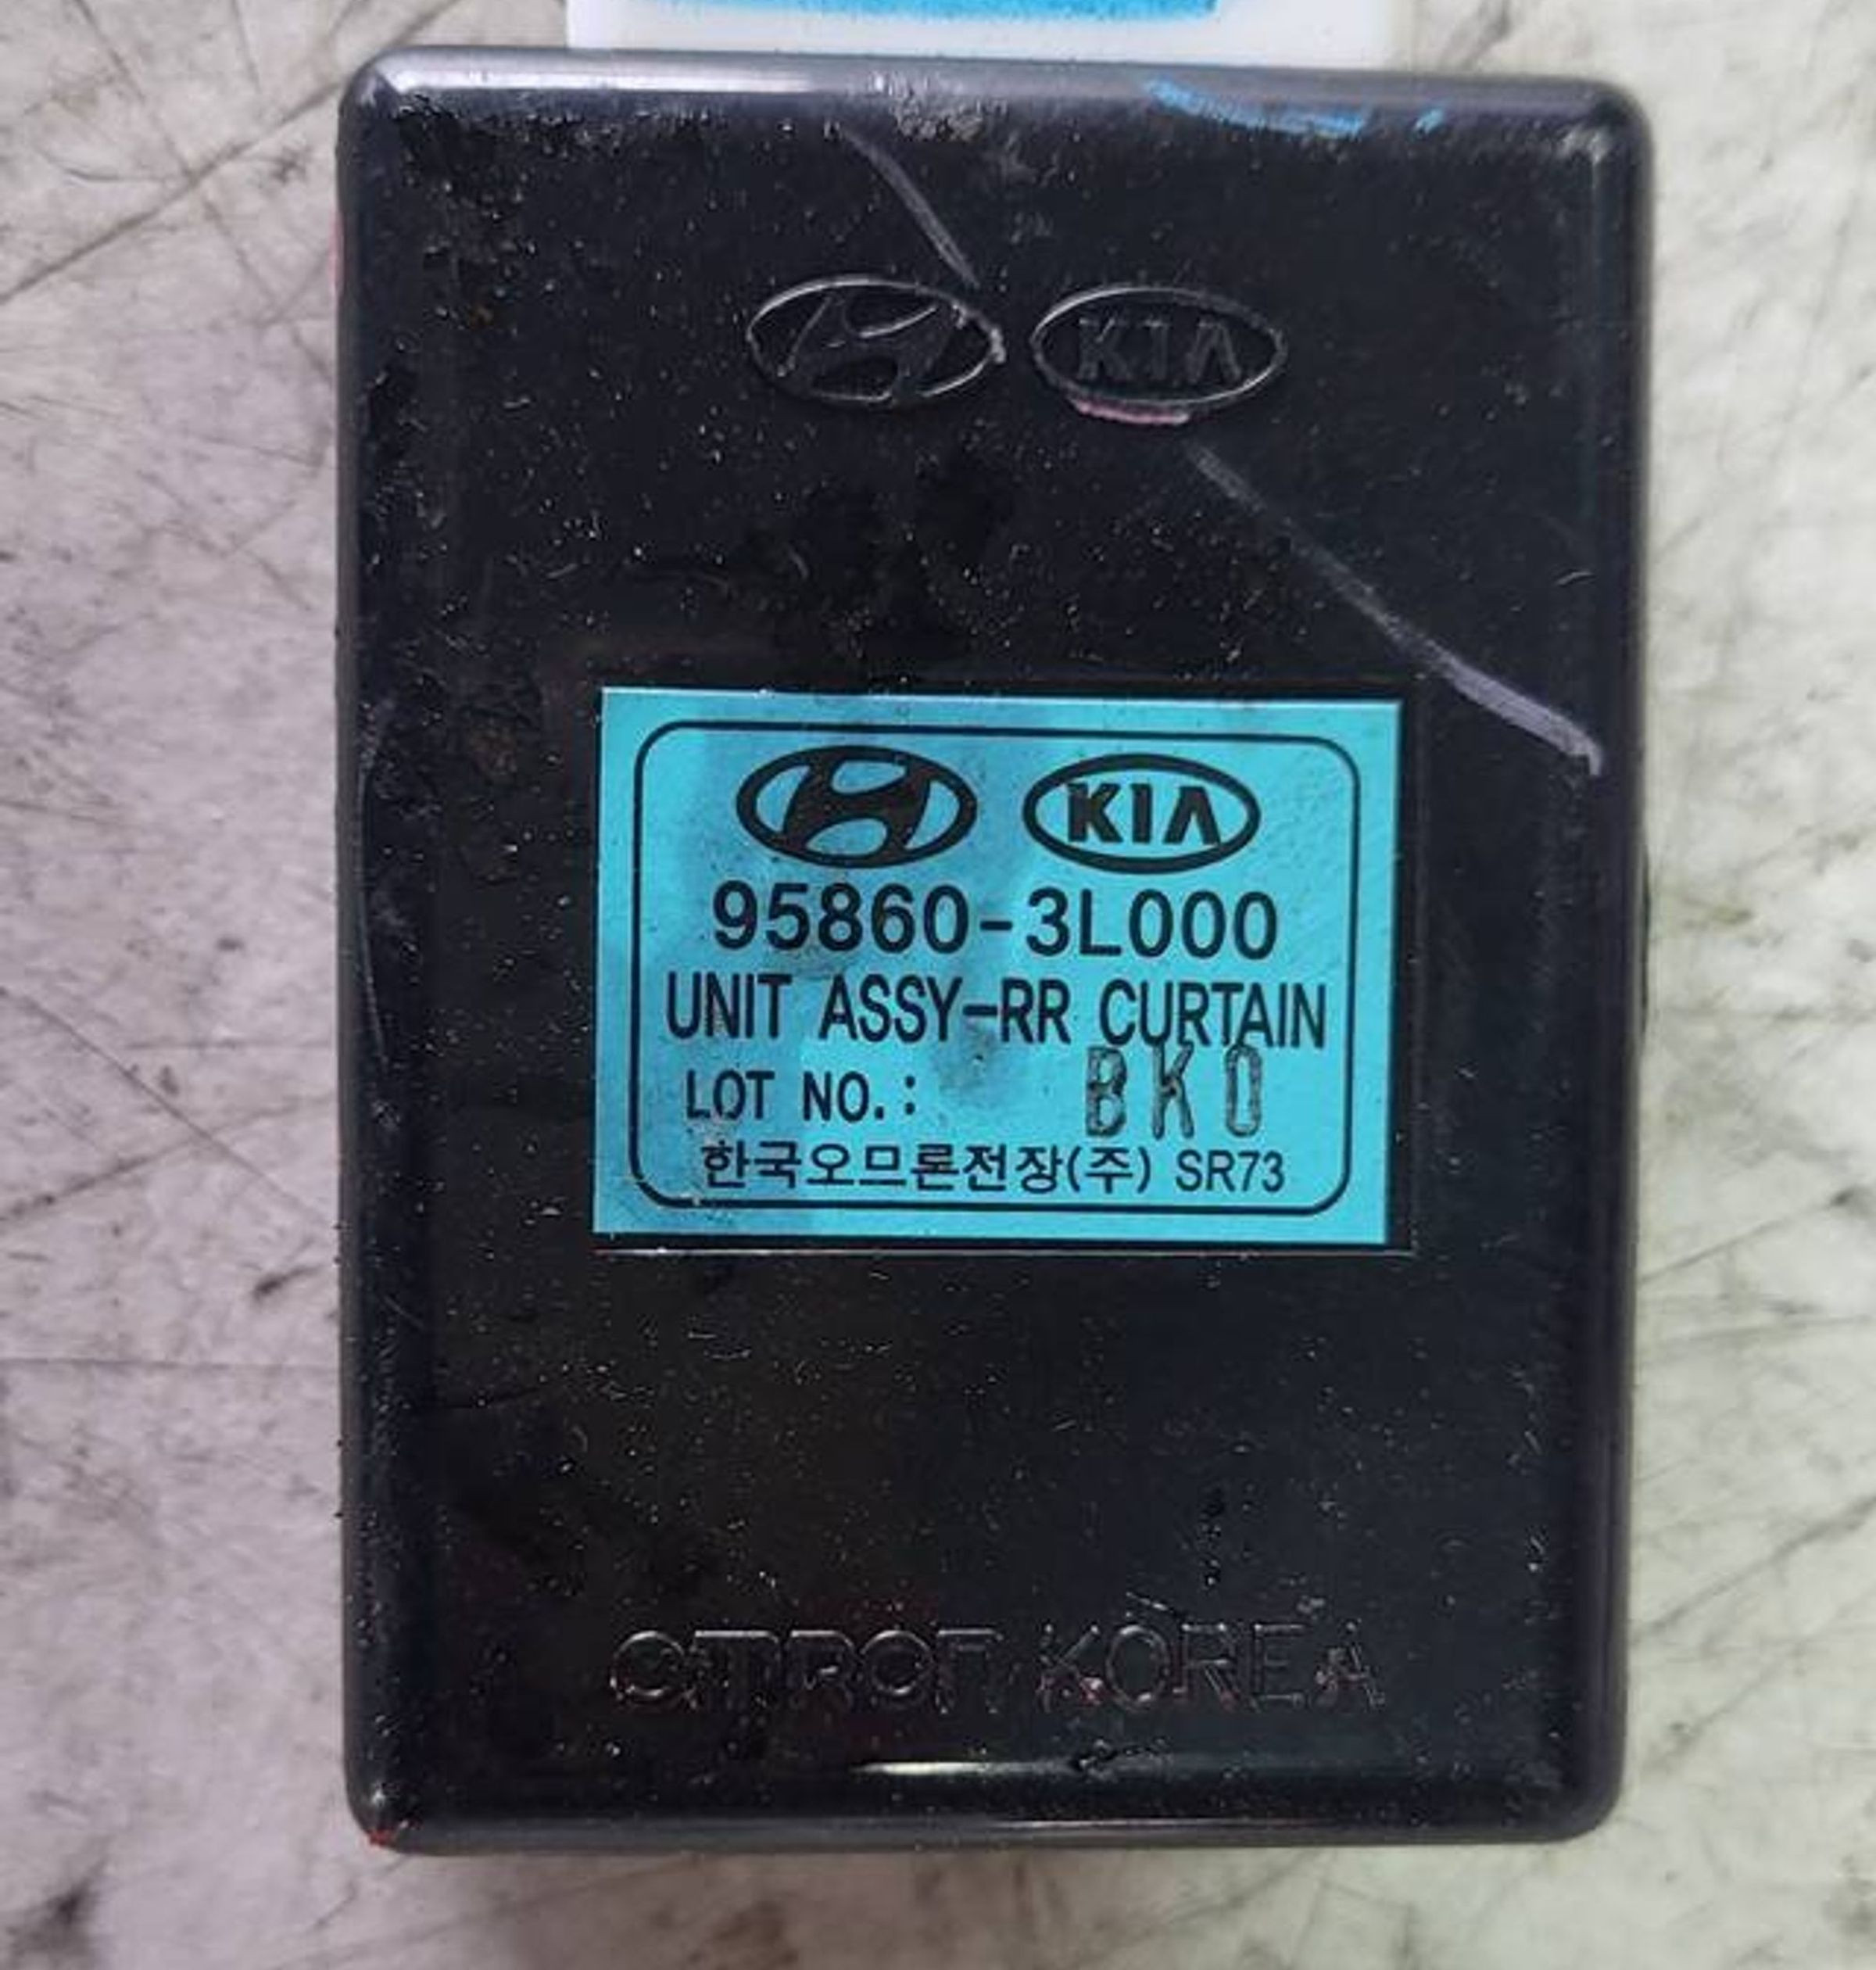 KIA
KIA
95860-3L000
UNIT ASSY-RR CURTAIN
LOT NO.: BK0
한국오므론전장(주) SR73
OMRON KOREA